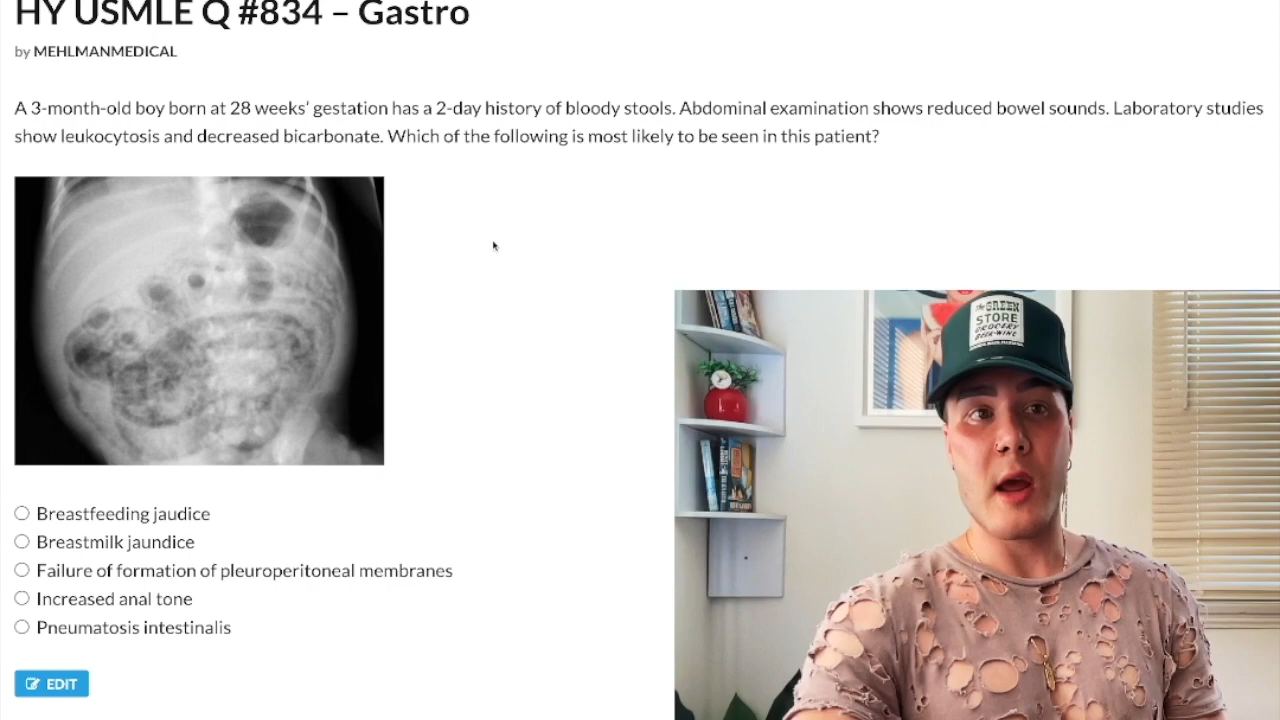 HY USMLE Q #834 – Gastro
by MEHLMANMEDICAL
A 3-month-old boy born at 28 weeks' gestation has a 2-day history of bloody stools. Abdominal examination shows reduced bowel sounds. Laboratory studies
show leukocytosis and decreased bicarbonate. Which of the following is most likely to be seen in this patient?
Breastfeeding jaudice
Breastmilk jaundice
Failure of formation of pleuroperitoneal membranes
Increased anal tone
Pneumatosis intestinalis
EDIT
the GREEN
STORE
GROCERY
BEER-WINE